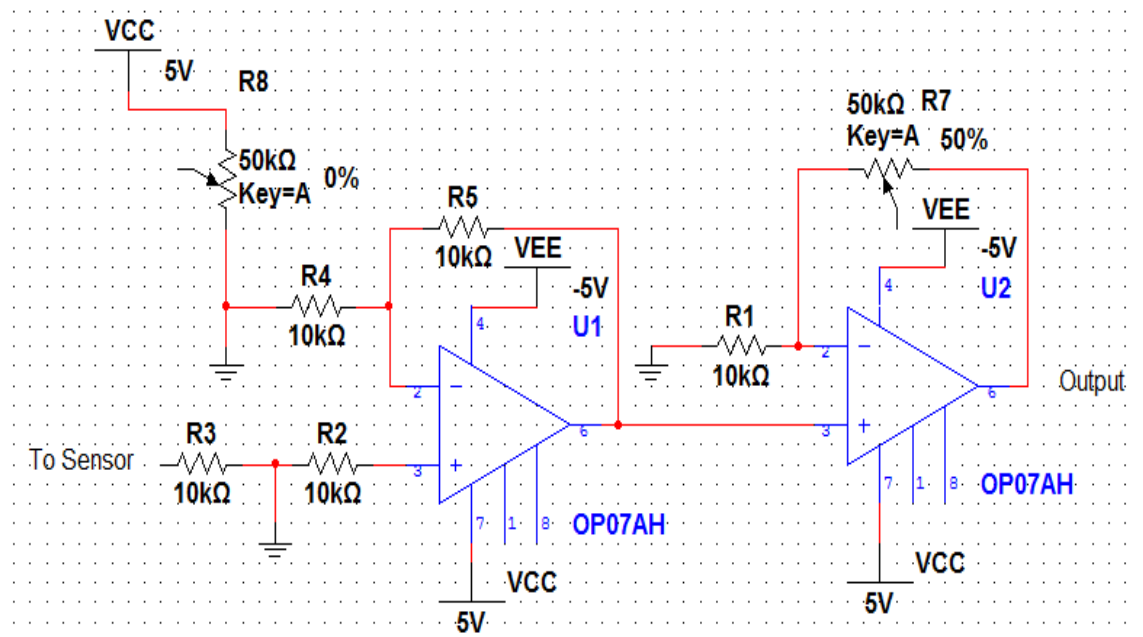 VCC
5V
R8
50kΩ
Key=A
0%
R5
10kΩ
R4
10kΩ
VEE
-5V
4
U1
2
6
3
7
1
8
OP07AH
To Sensor
R3
10kΩ
R2
10kΩ
VCC
5V
50kΩ
R7
Key=A
50%
VEE
-5V
4
U2
R1
10kΩ
2
6
Output
3
7
1
8
OP07AH
VCC
5V